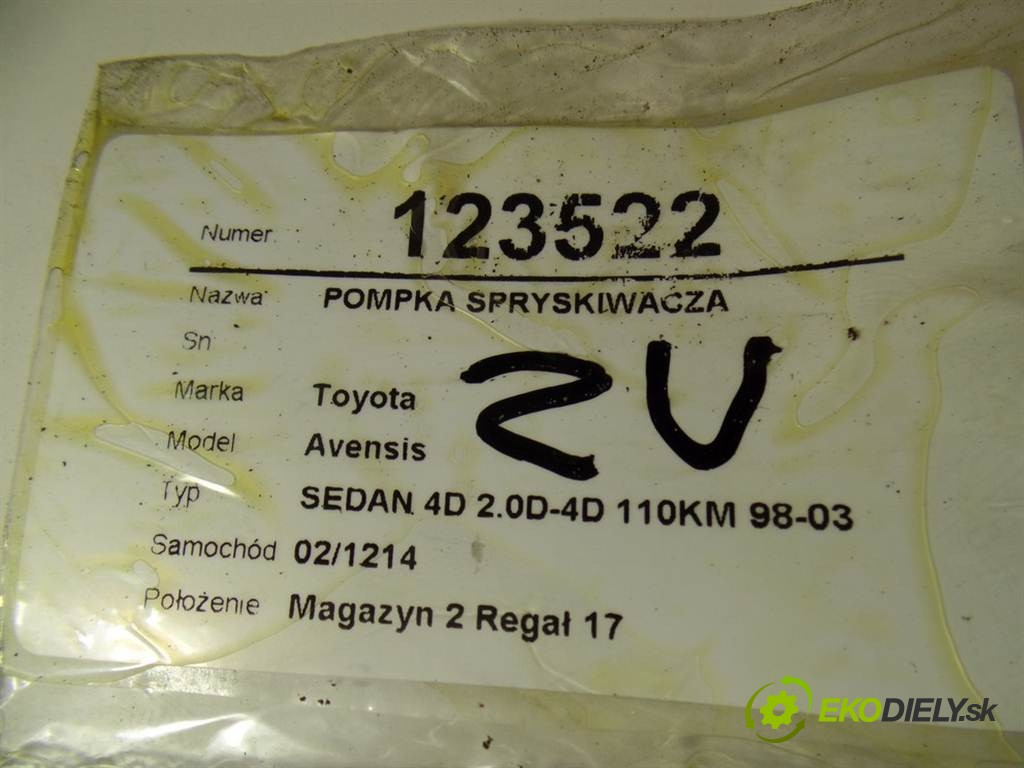 Numer 123522
Nazwa POMPKA SPRYSKIWACZA
Sn
Marka Toyota
Model Avensis
Typ SEDAN 4D 2.0D-4D 110KM 98-03
Samochód 02/1214
Położenie Magazyn 2 Regał 17
2U
EKODIELY.sk